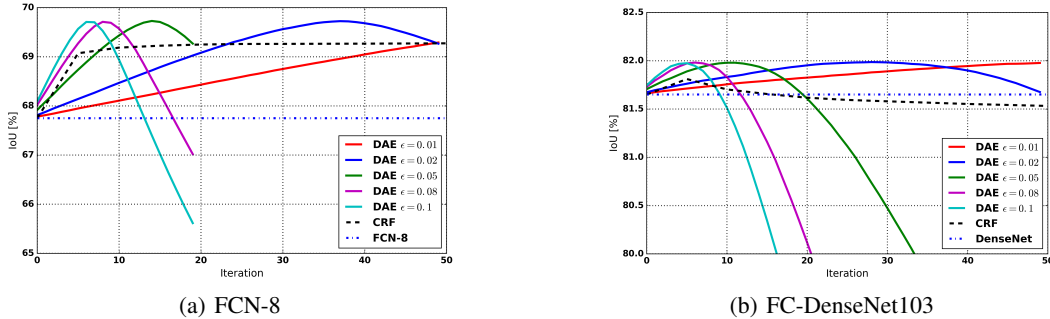 70
69
68
67
66
65
IoU [%]
0
10
20
30
40
50
Iteration
DAE ϵ = 0.01
DAE ϵ = 0.02
DAE ϵ = 0.05
DAE ϵ = 0.08
DAE ϵ = 0.1
CRF
FCN-8
(a) FCN-8
82.5
82.0
81.5
81.0
80.5
80.0
IoU [%]
0
10
20
30
40
50
Iteration
DAE ϵ = 0.01
DAE ϵ = 0.02
DAE ϵ = 0.05
DAE ϵ = 0.08
DAE ϵ = 0.1
CRF
DenseNet
(b) FC-DenseNet103